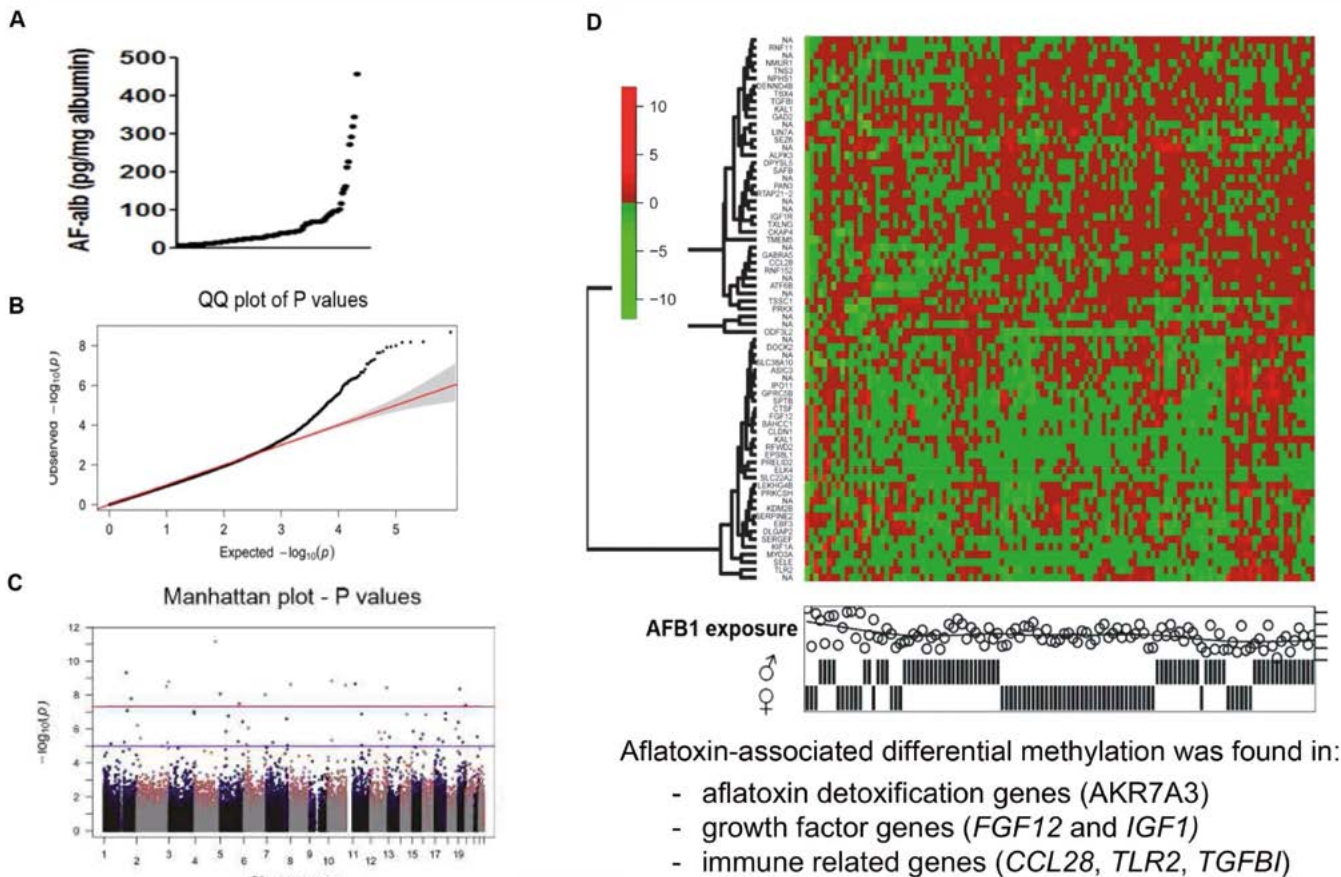 A
AF-alb (pg/mg albumin)
500
400
300
200
100
0
B
QQ plot of P values
Observed −log10(p)
8
6
4
2
0
0 1 2 3 4 5
Expected −log10(p)
C
Manhattan plot - P values
−log10(p)
12
10
8
6
4
2
0
1 2 3 4 5 6 7 8 9 10 11 12 13 15 17 19
D
10
5
0
−5
−10
NA
RNF11
NA
NMUR1
TNS3
NPHS1
DENND4B
TBX4
TGFBI
KAL1
GAD2
NA
LIN7A
SEZ6
NA
ALPK3
DPYSL5
SAFB
NA
PAN3
RTAP21−2
NA
NA
IGF1R
TXLNG
CKAP4
TMEM5
NA
GABRA5
CCL28
RNF152
NA
ATF6B
NA
TSSC1
PRKX
NA
NA
ODF3L2
NA
DOCK2
NA
SLC38A10
ASIC3
NA
IPO11
GPRC5B
SPTB
CTSF
FGF12
BAHCC1
CLDN1
KAL1
RFWD2
EPS8L1
PRELID2
ELK4
SLC22A2
LEKHG4B
PRKCSH
NA
KDM2B
SERPINE2
EBF3
DLGAP2
SERGEF
KIF1A
MYO3A
SELE
TLR2
NA
AFB1 exposure
♂
♀
Aflatoxin-associated differential methylation was found in:
- aflatoxin detoxification genes (AKR7A3)
- growth factor genes (FGF12 and IGF1)
- immune related genes (CCL28, TLR2, TGFBI)